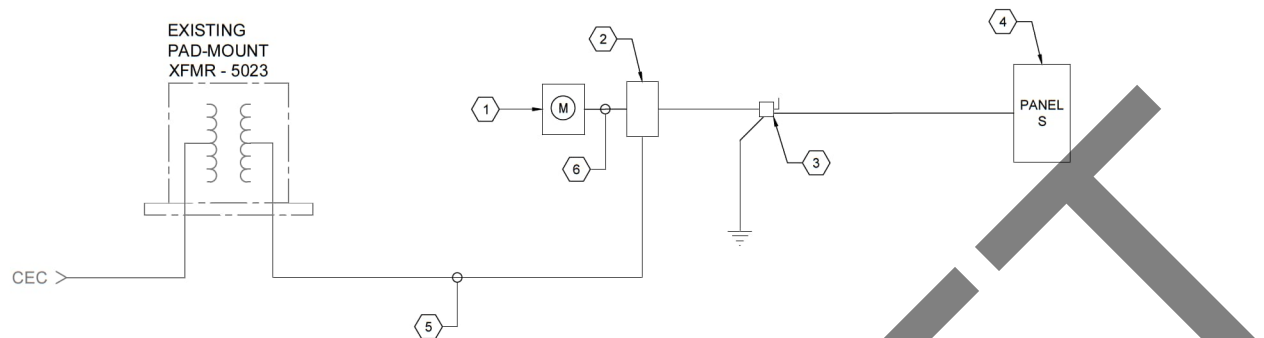 EXISTING
PAD-MOUNT
XFMR - 5023
2
4
1
M
PANEL
S
6
3
CEC
5